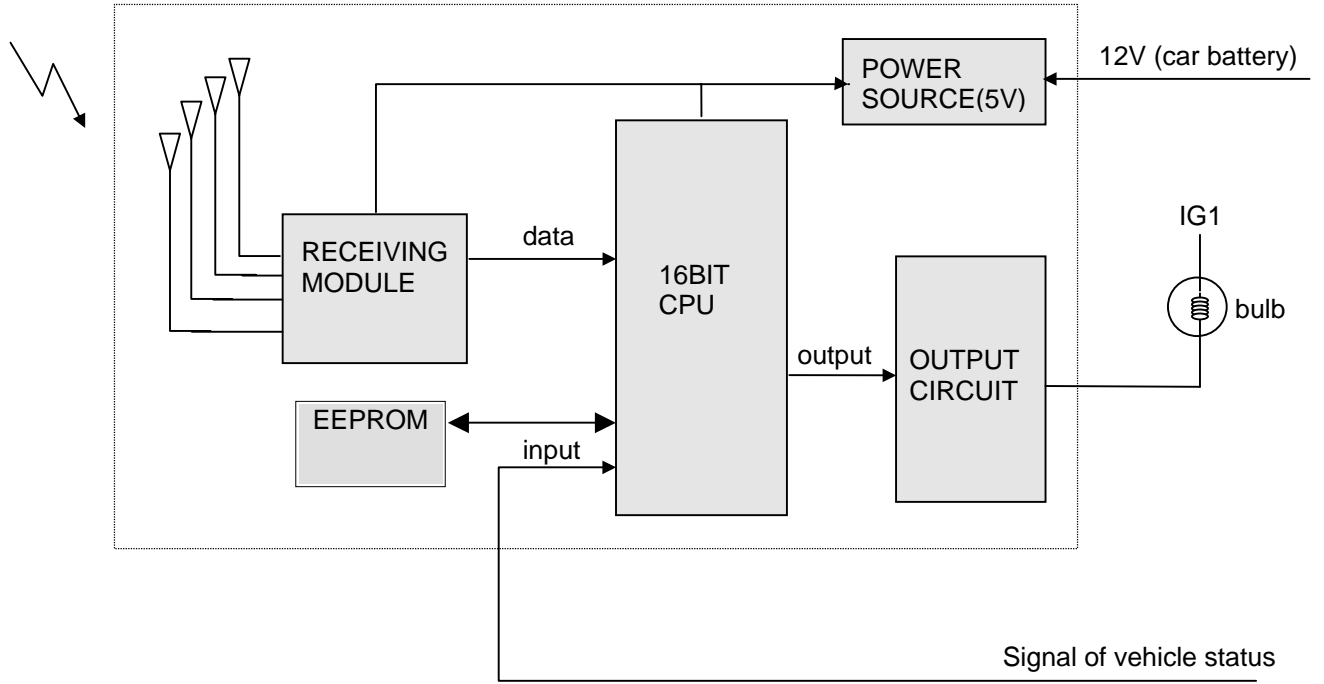 12V (car battery)
POWER
SOURCE(5V)
IG1
RECEIVING
MODULE
data
16BIT
CPU
bulb
output
OUTPUT
CIRCUIT
EEPROM
input
Signal of vehicle status